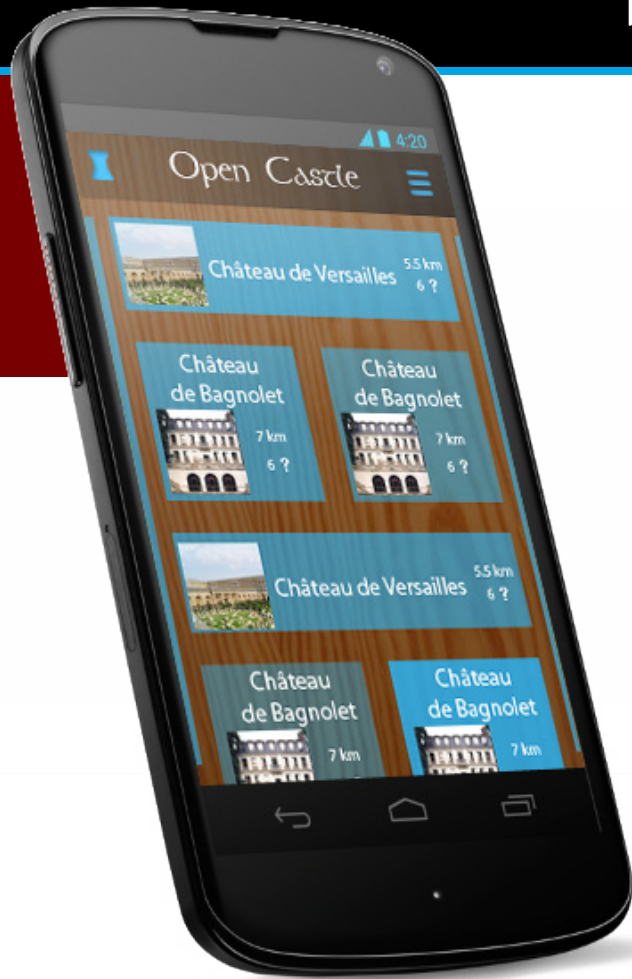 4:20
Open Castle
Château de Versailles
5.5 km
6 ?
Château
de Bagnolet
7 km
6 ?
Château
de Bagnolet
7 km
6 ?
Château de Versailles
5.5 km
6 ?
Château
de Bagnolet
7 km
Château
de Bagnolet
7 km